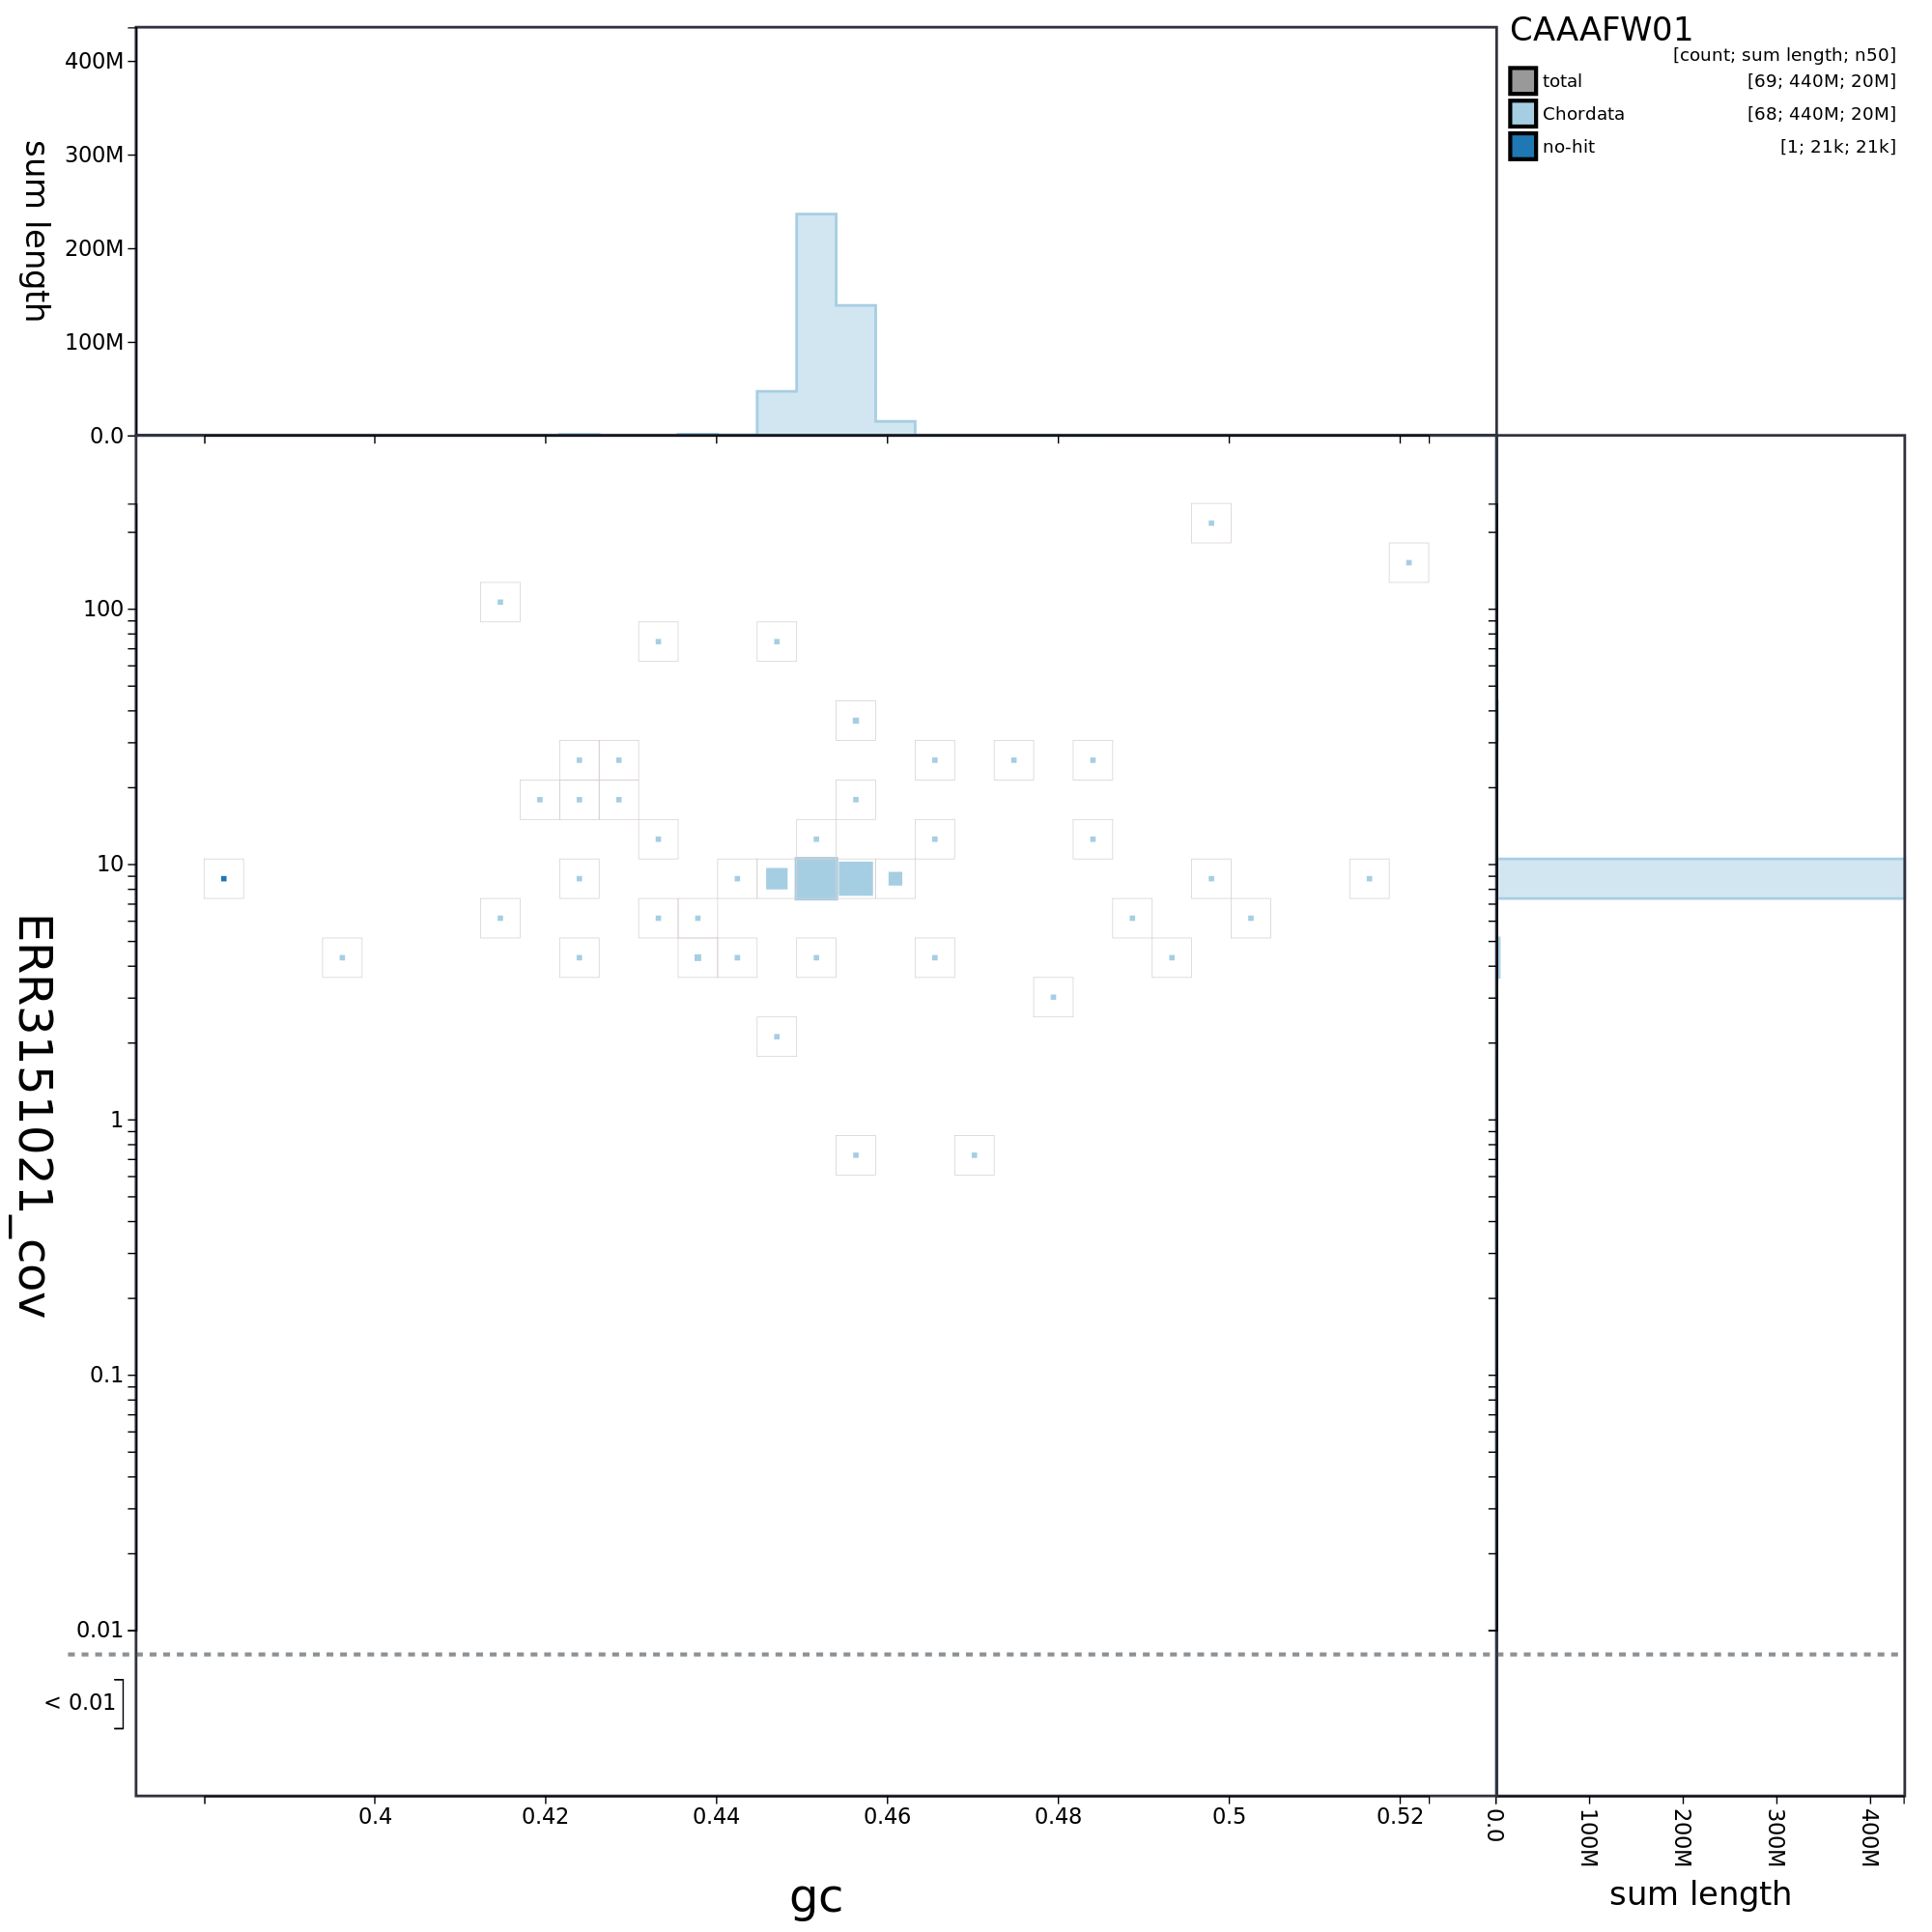 CAAAFW01
[count; sum length; n50]
total [69; 440M; 20M]
Chordata [68; 440M; 20M]
no-hit [1; 21k; 21k]
sum length
400M
300M
200M
100M
0.0
ERR3151021_cov
100
10
1
0.1
0.01
< 0.01
0.4 0.42 0.44 0.46 0.48 0.5 0.52
gc
0.0 100M 200M 300M 400M
sum length